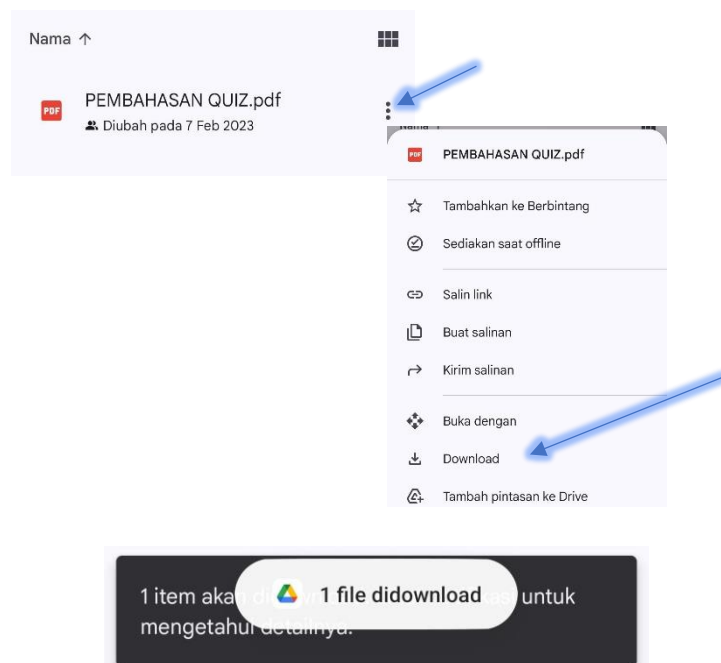 Nama ↑
PDF
PEMBAHASAN QUIZ.pdf
Diubah pada 7 Feb 2023
PDF
PEMBAHASAN QUIZ.pdf
Tambahkan ke Berbintang
Sediakan saat offline
Salin link
Buat salinan
Kirim salinan
Buka dengan
Download
Tambah pintasan ke Drive
1 file didownload
1 item akan untuk
mengetahui detailnya.